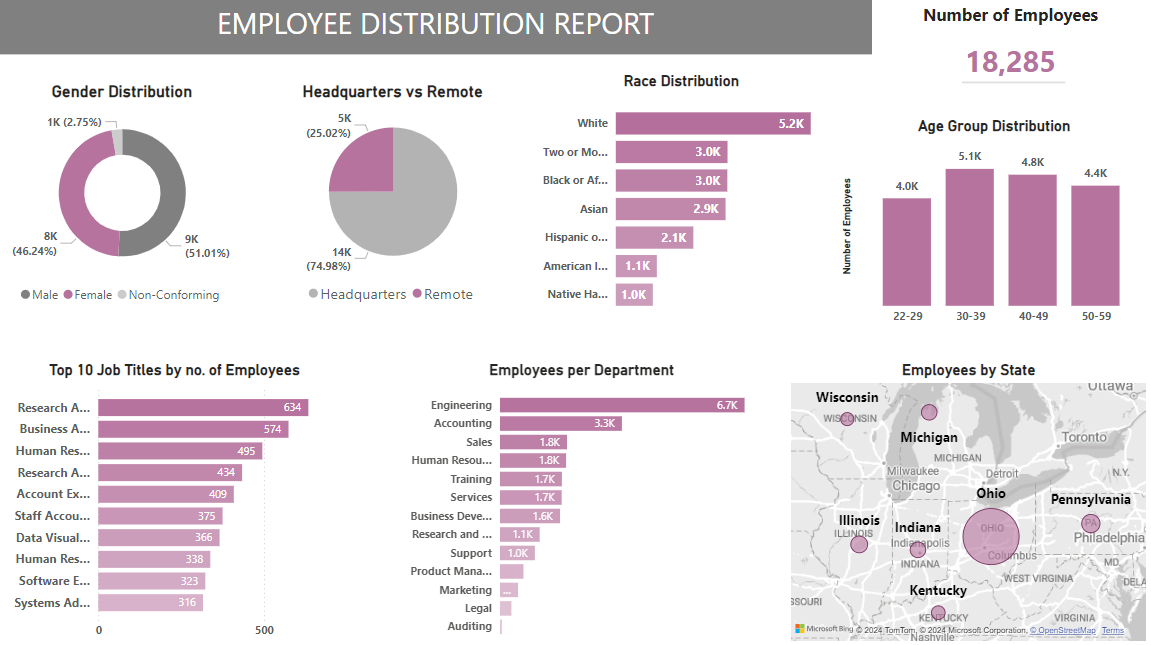 EMPLOYEE DISTRIBUTION REPORT
Number of Employees
18,285
Gender Distribution
1K (2.75%)
8K
(46.24%)
9K
(51.01%)
Male Female Non-Conforming
Headquarters vs Remote
5K
(25.02%)
14K
(74.98%)
Headquarters Remote
Race Distribution
White 5.2K
Two or Mo... 3.0K
Black or Af... 3.0K
Asian 2.9K
Hispanic o... 2.1K
American I... 1.1K
Native Ha... 1.0K
Age Group Distribution
Number of Employees
4.0K 5.1K 4.8K 4.4K
22-29 30-39 40-49 50-59
Top 10 Job Titles by no. of Employees
Research A... 634
Business A... 574
Human Res... 495
Research A... 434
Account Ex... 409
Staff Accou... 375
Data Visual... 366
Human Res... 338
Software E... 323
Systems Ad... 316
0 500
Employees per Department
Engineering 6.7K
Accounting 3.3K
Sales 1.8K
Human Resou... 1.8K
Training 1.7K
Services 1.7K
Business Deve... 1.6K
Research and ... 1.1K
Support 1.0K
Product Mana...
Marketing ...
Legal
Auditing
Employees by State
Ottawa
Wisconsin
WISCONSIN
Michigan
Toronto
MICHIGAN
Milwaukee
Detroit
N.Y.
Chicago
Ohio
Pennsylvania
Illinois
Indiana
OHIO
PA
ILLINOIS
Indianapolis
Philadelphia
Columbus
INDIANA
MD.
WEST VIRGINIA
DELA
Kentucky
SSOURI
KENTUCKY
VIRGINIA
Microsoft Bing © 2024 TomTom, © 2024 Microsoft Corporation, © OpenStreetMap Terms
Nashville